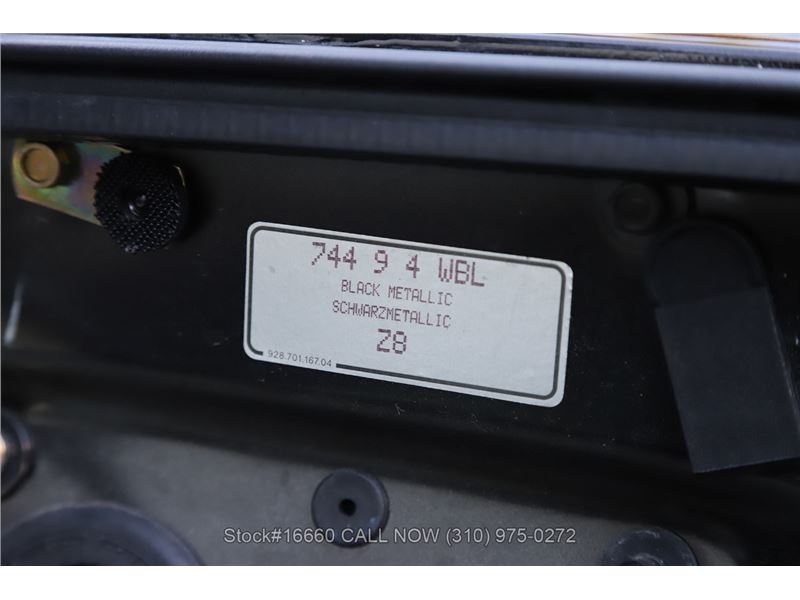 744 9 4 WBL
BLACK METALLIC
SCHWARZMETALLIC
Z8
928.701.167.04
Stock#16660 CALL NOW (310) 975-0272